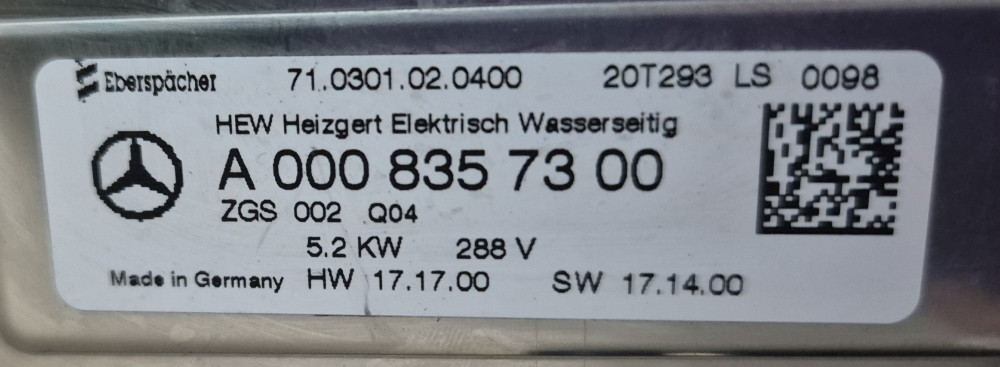 Eberspächer 71.0301.02.0400 20T293 LS 0098
HEW Heizgert Elektrisch Wasserseitig
A 000 835 73 00
ZGS 002 Q04
5.2 KW 288 V
Made in Germany HW 17.17.00 SW 17.14.00